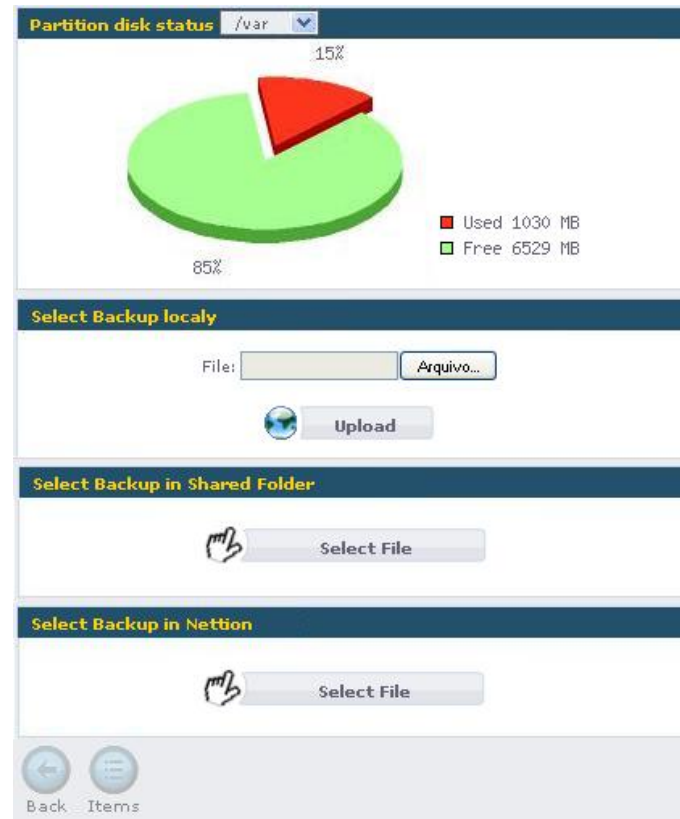 Partition disk status /var
15%
Used 1030 MB
Free 6529 MB
85%
Select Backup localy
File: Arquivo...
Upload
Select Backup in Shared Folder
Select File
Select Backup in Nettion
Select File
Back Items